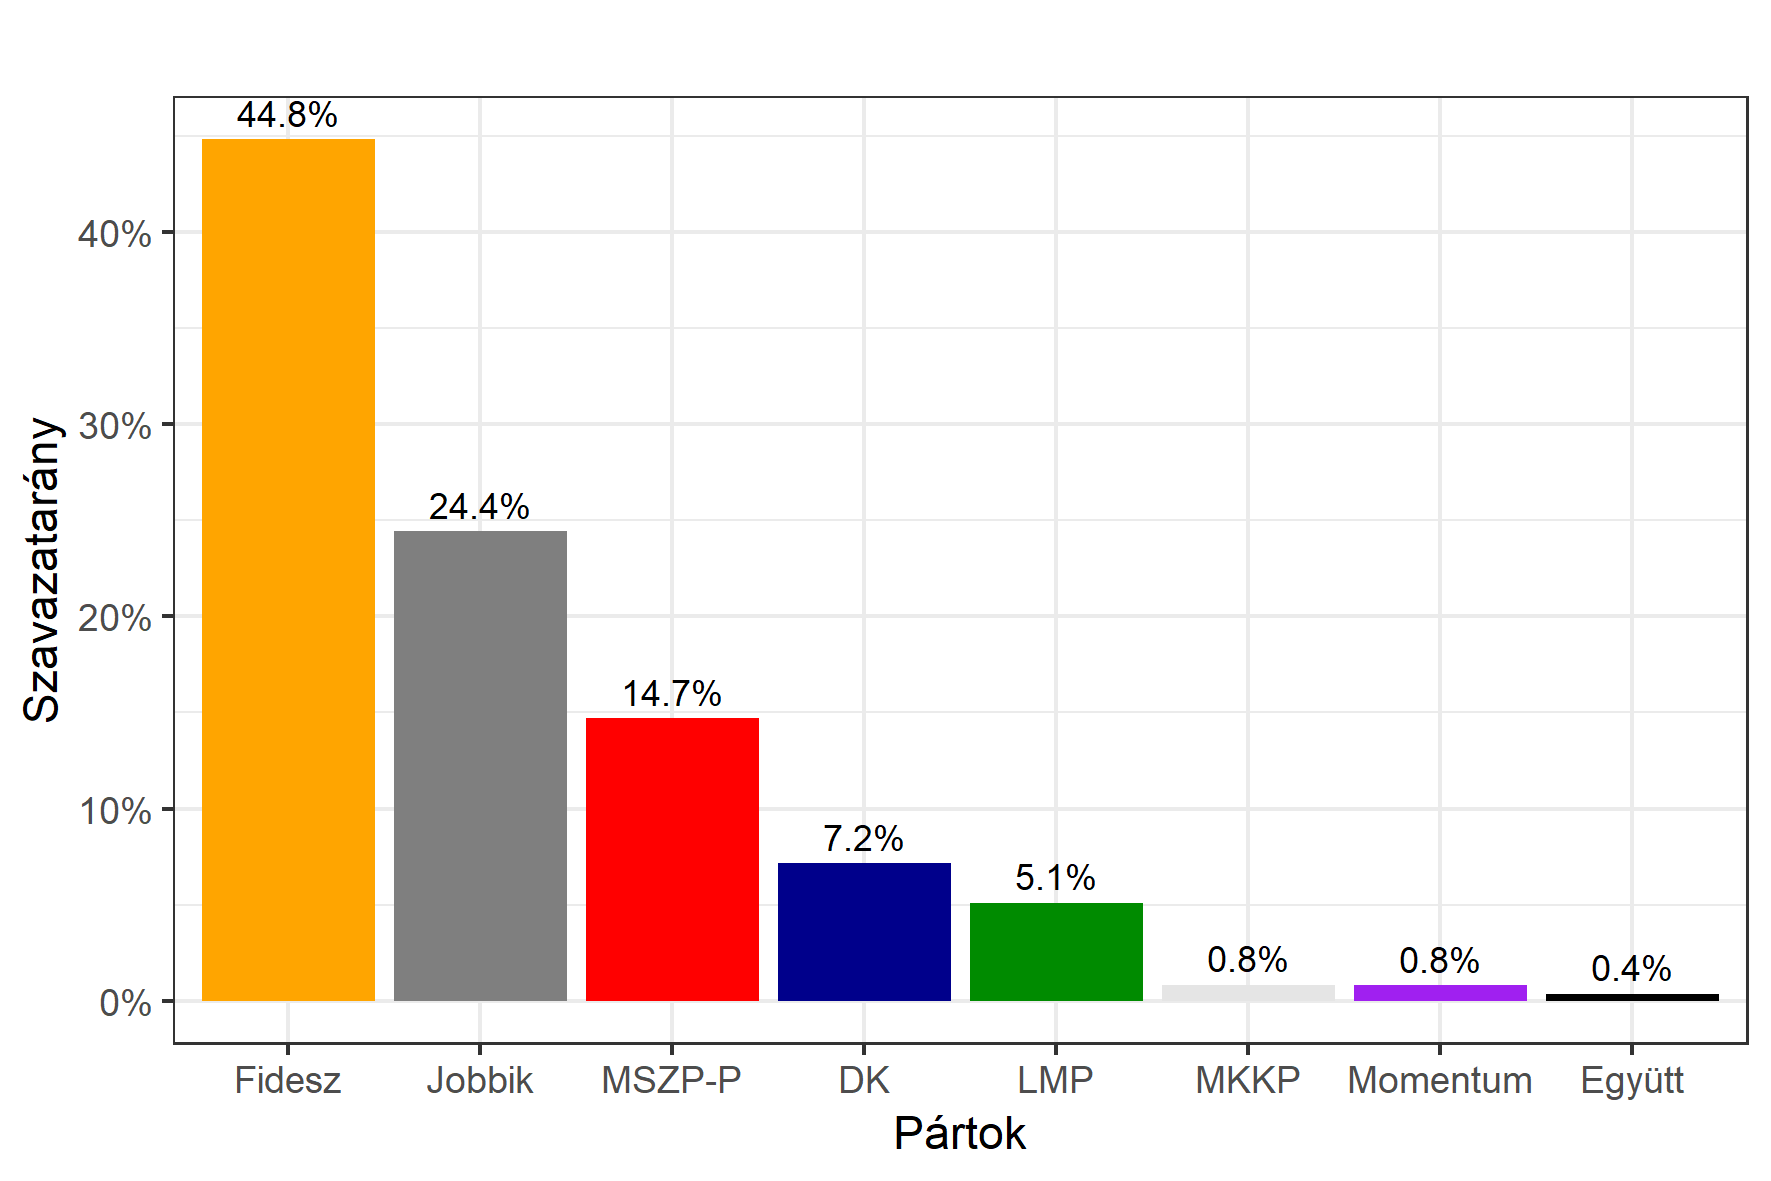 44.8%
24.4%
14.7%
7.2%
5.1%
0.8%
0.8%
0.4%
40%
30%
20%
10%
0%
Szavazatarány
Fidesz
Jobbik
MSZP-P
DK
LMP
MKKP
Momentum
Együtt
Pártok